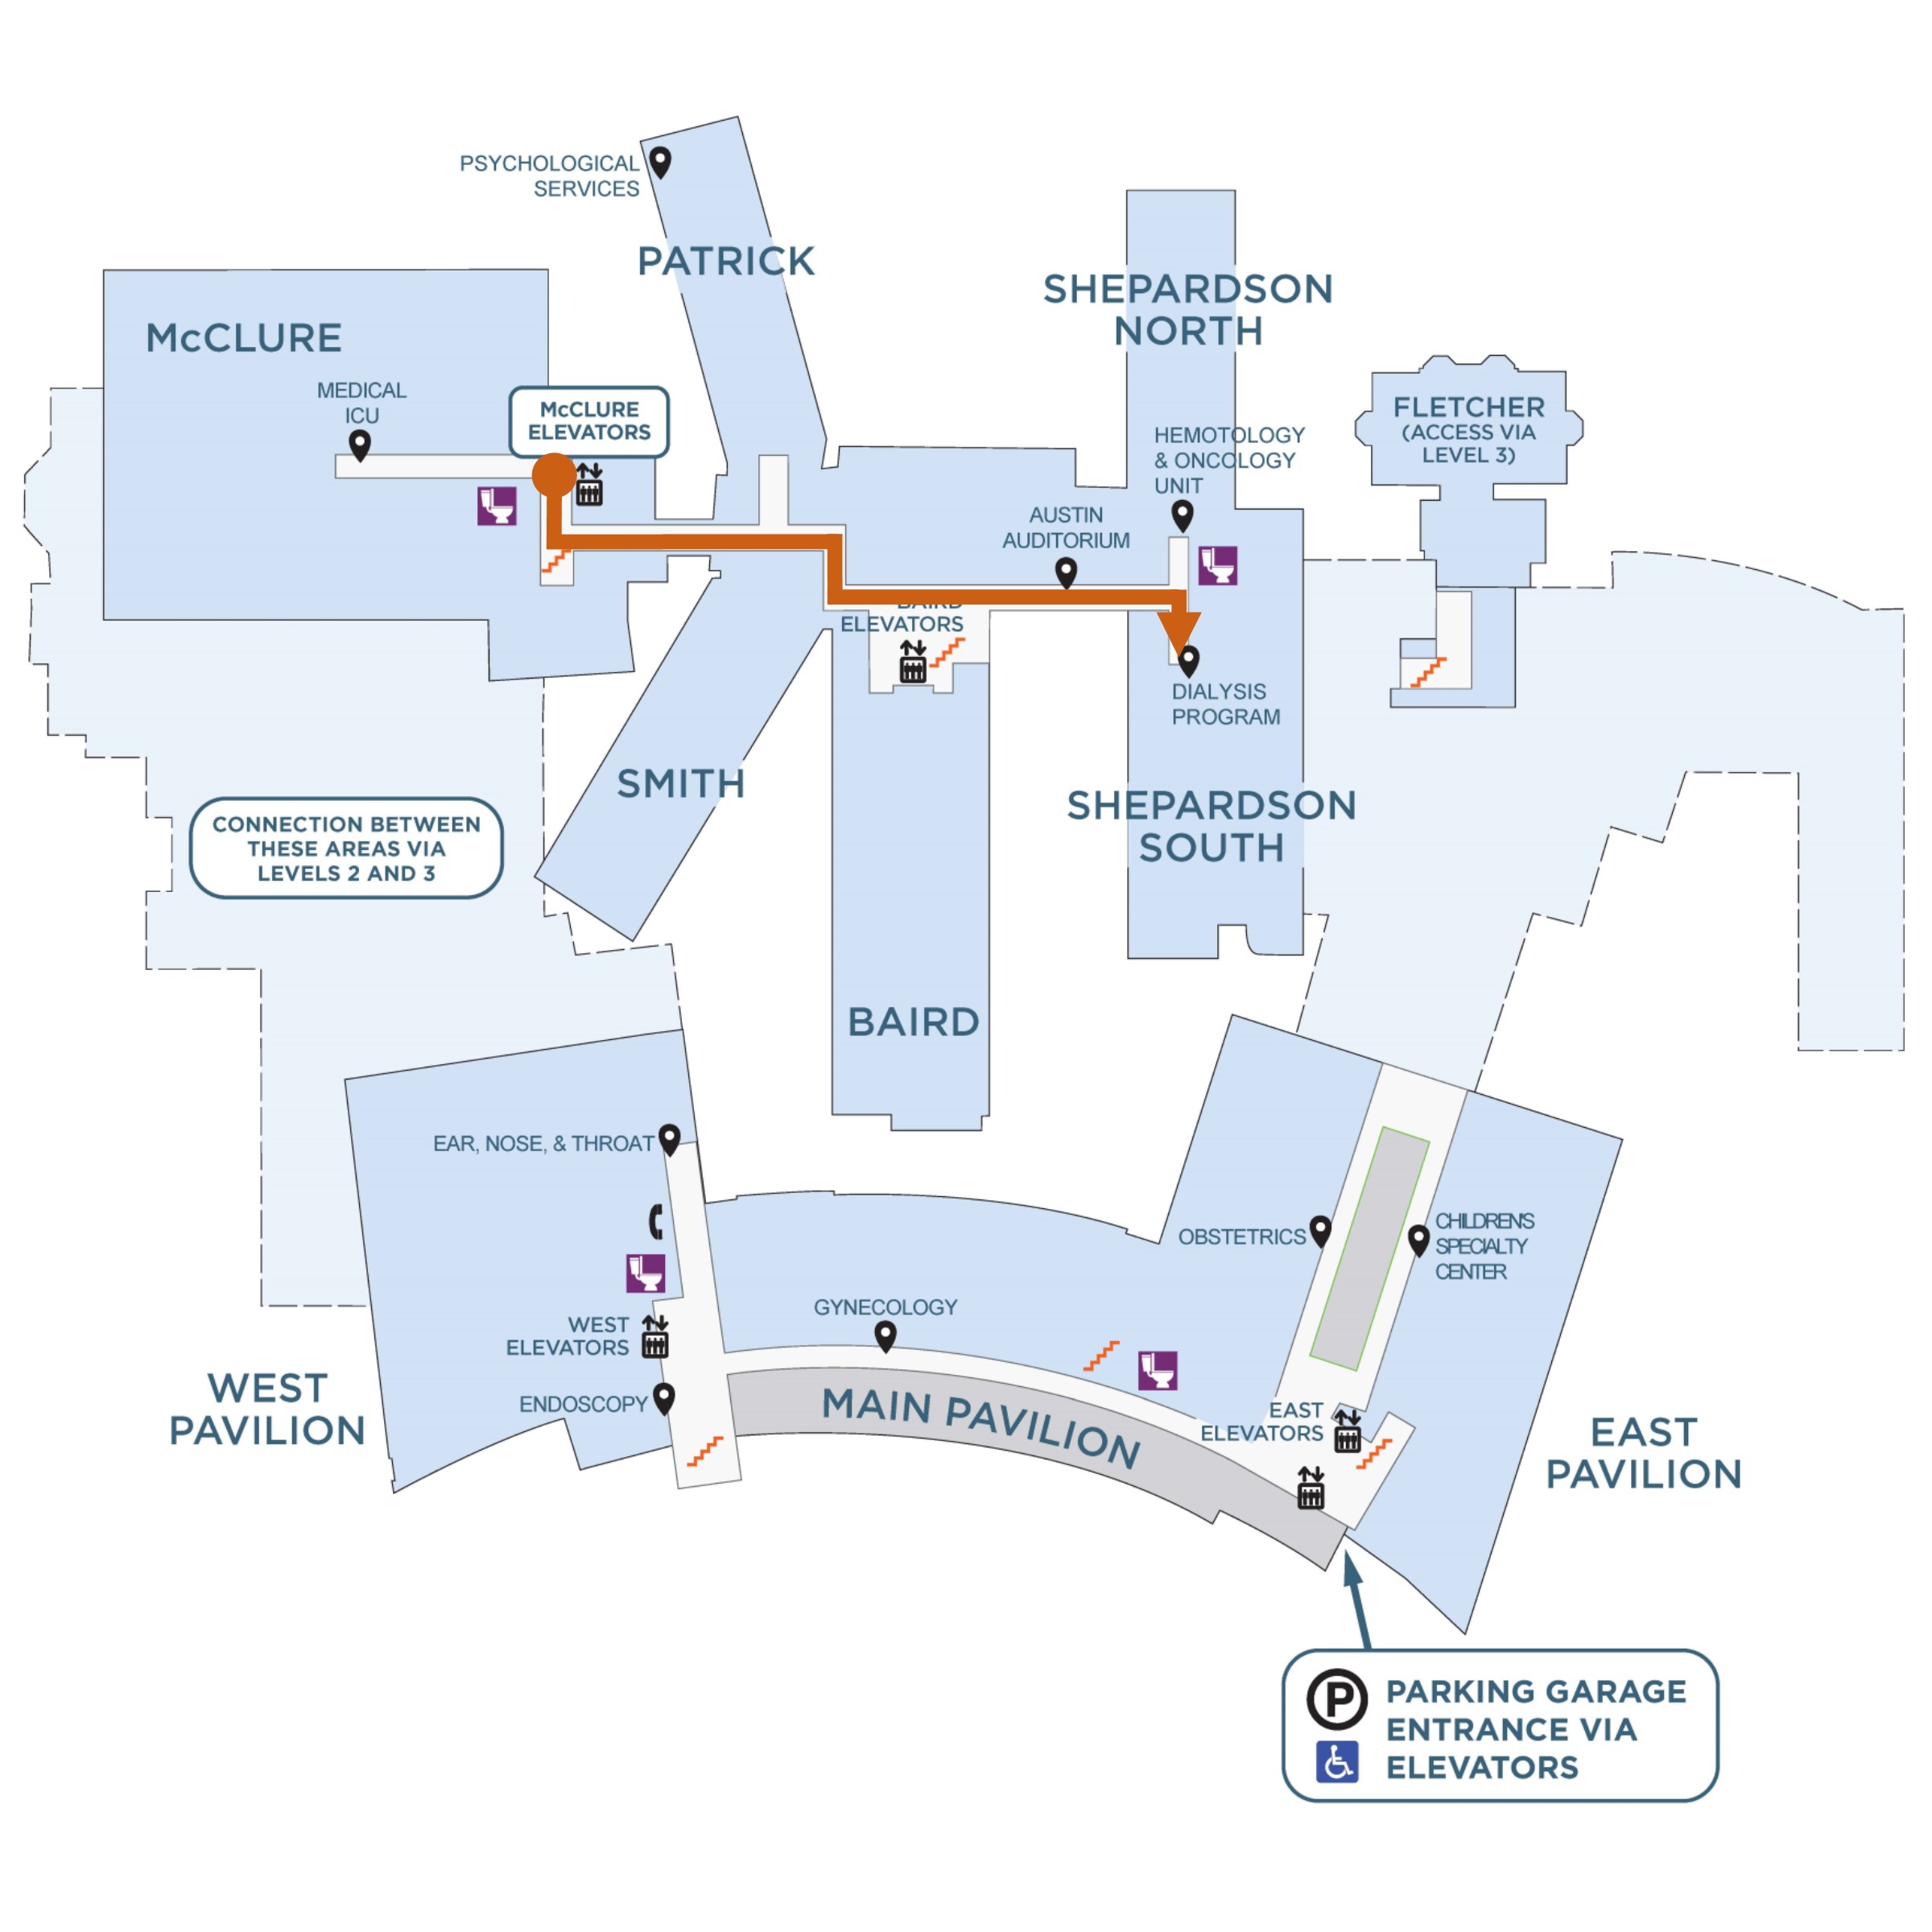 PSYCHOLOGICAL
SERVICES
PATRICK
SHEPARDSON
NORTH
McCLURE
MEDICAL
ICU
McCLURE
ELEVATORS
FLETCHER
(ACCESS VIA
LEVEL 3)
HEMOTOLOGY
& ONCOLOGY
UNIT
AUSTIN
AUDITORIUM
BAIRD
ELEVATORS
DIALYSIS
PROGRAM
SMITH
SHEPARDSON
SOUTH
CONNECTION BETWEEN
THESE AREAS VIA
LEVELS 2 AND 3
BAIRD
EAR, NOSE, & THROAT
OBSTETRICS
CHILDREN'S
SPECIALTY
CENTER
GYNECOLOGY
WEST
ELEVATORS
ENDOSCOPY
WEST
PAVILION
MAIN PAVILION
EAST
ELEVATORS
EAST
PAVILION
P
PARKING GARAGE
ENTRANCE VIA
ELEVATORS